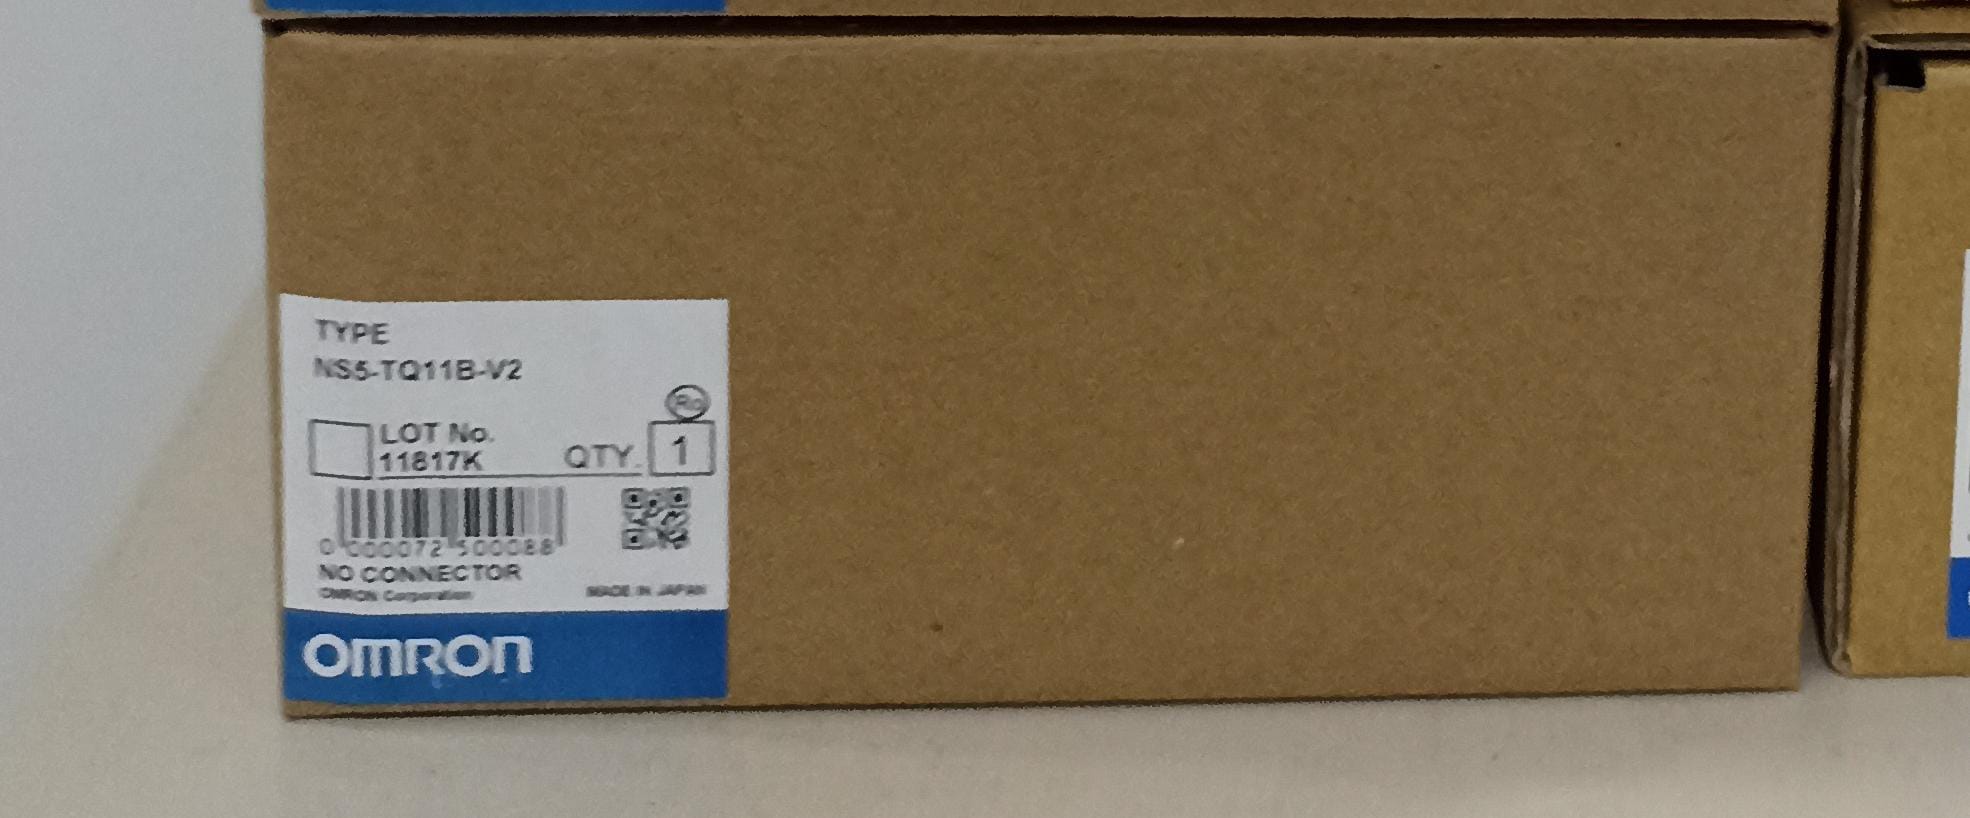 TYPE
NS5-TQ11B-V2
LOT No.
11817K
QTY. 1
0 000072 500088
NO CONNECTOR
OMRON Corporation
MADE IN JAPAN
OMRON